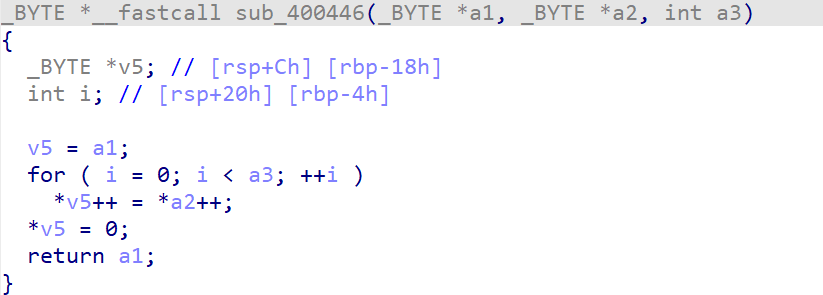 _BYTE *__fastcall sub_400446(_BYTE *a1, _BYTE *a2, int a3)
{
  _BYTE *v5; // [rsp+Ch] [rbp-18h]
  int i; // [rsp+20h] [rbp-4h]

  v5 = a1;
  for ( i = 0; i < a3; ++i )
    *v5++ = *a2++;
  *v5 = 0;
  return a1;
}